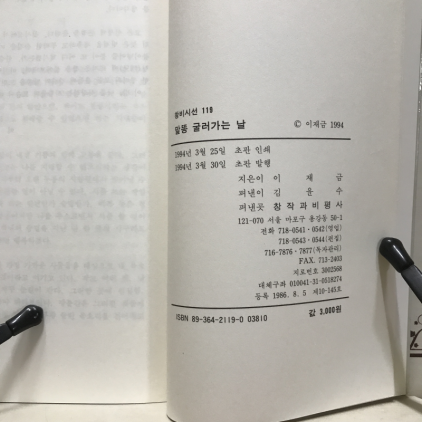 창비시선 119
말똥 굴러가는 날
© 이재금 1994
1994년 3월 25일 초판 인쇄
1994년 3월 30일 초판 발행
지은이 이 재 금
펴낸이 김 윤 수
펴낸곳 창작과비평사
121-070 서울 마포구 용강동 50-1
전화 718-0541·0542(영업)
718-0543·0544(편집)
716-7876·7877(독자관리)
FAX. 713-2403
지로번호 3002568
대체구좌 010041-31-0518274
등록 1986. 8. 5 제10-145호
ISBN 89-364-2119-0 03810
값 3,000원